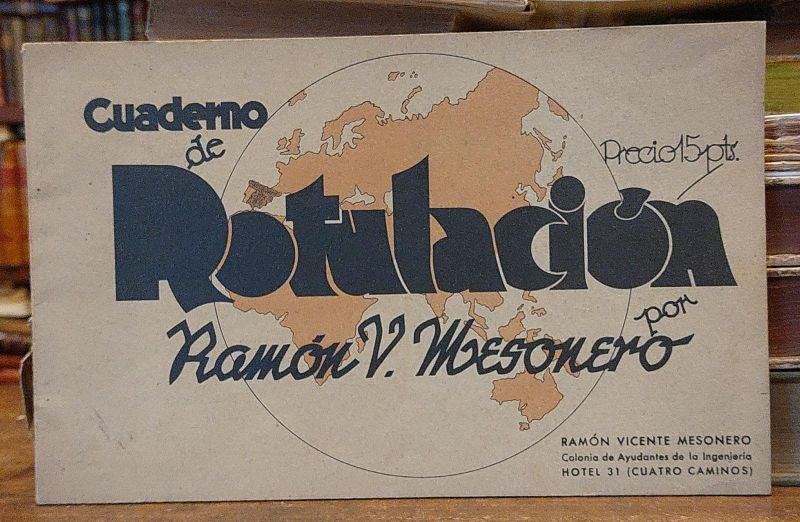 Cuaderno
de
Precio 15 pts.
Rotulación
por
Ramón V. Mesonero
RAMÓN VICENTE MESONERO
Colonia de Ayudantes de la Ingeniería
HOTEL 31 (CUATRO CAMINOS)